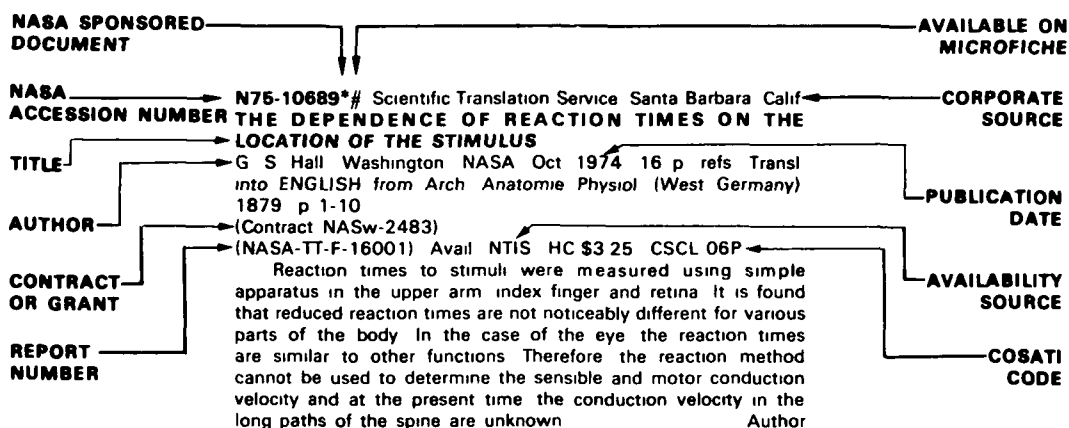 NASA SPONSORED
DOCUMENT
AVAILABLE ON
MICROFICHE
NASA
ACCESSION NUMBER
CORPORATE
SOURCE
TITLE
AUTHOR
PUBLICATION
DATE
CONTRACT
OR GRANT
AVAILABILITY
SOURCE
REPORT
NUMBER
COSATI
CODE
N75-10689*# Scientific Translation Service Santa Barbara Calif
THE DEPENDENCE OF REACTION TIMES ON THE
LOCATION OF THE STIMULUS
G S Hall Washington NASA Oct 1974 16 p refs Transl
into ENGLISH from Arch Anatomie Physiol (West Germany)
1879 p 1-10
(Contract NASw-2483)
(NASA-TT-F-16001) Avail NTIS HC $3 25 CSCL 06P
Reaction times to stimuli were measured using simple
apparatus in the upper arm index finger and retina It is found
that reduced reaction times are not noticeably different for various
parts of the body In the case of the eye the reaction times
are similar to other functions Therefore the reaction method
cannot be used to determine the sensible and motor conduction
velocity and at the present time the conduction velocity in the
long paths of the spine are unknown Author